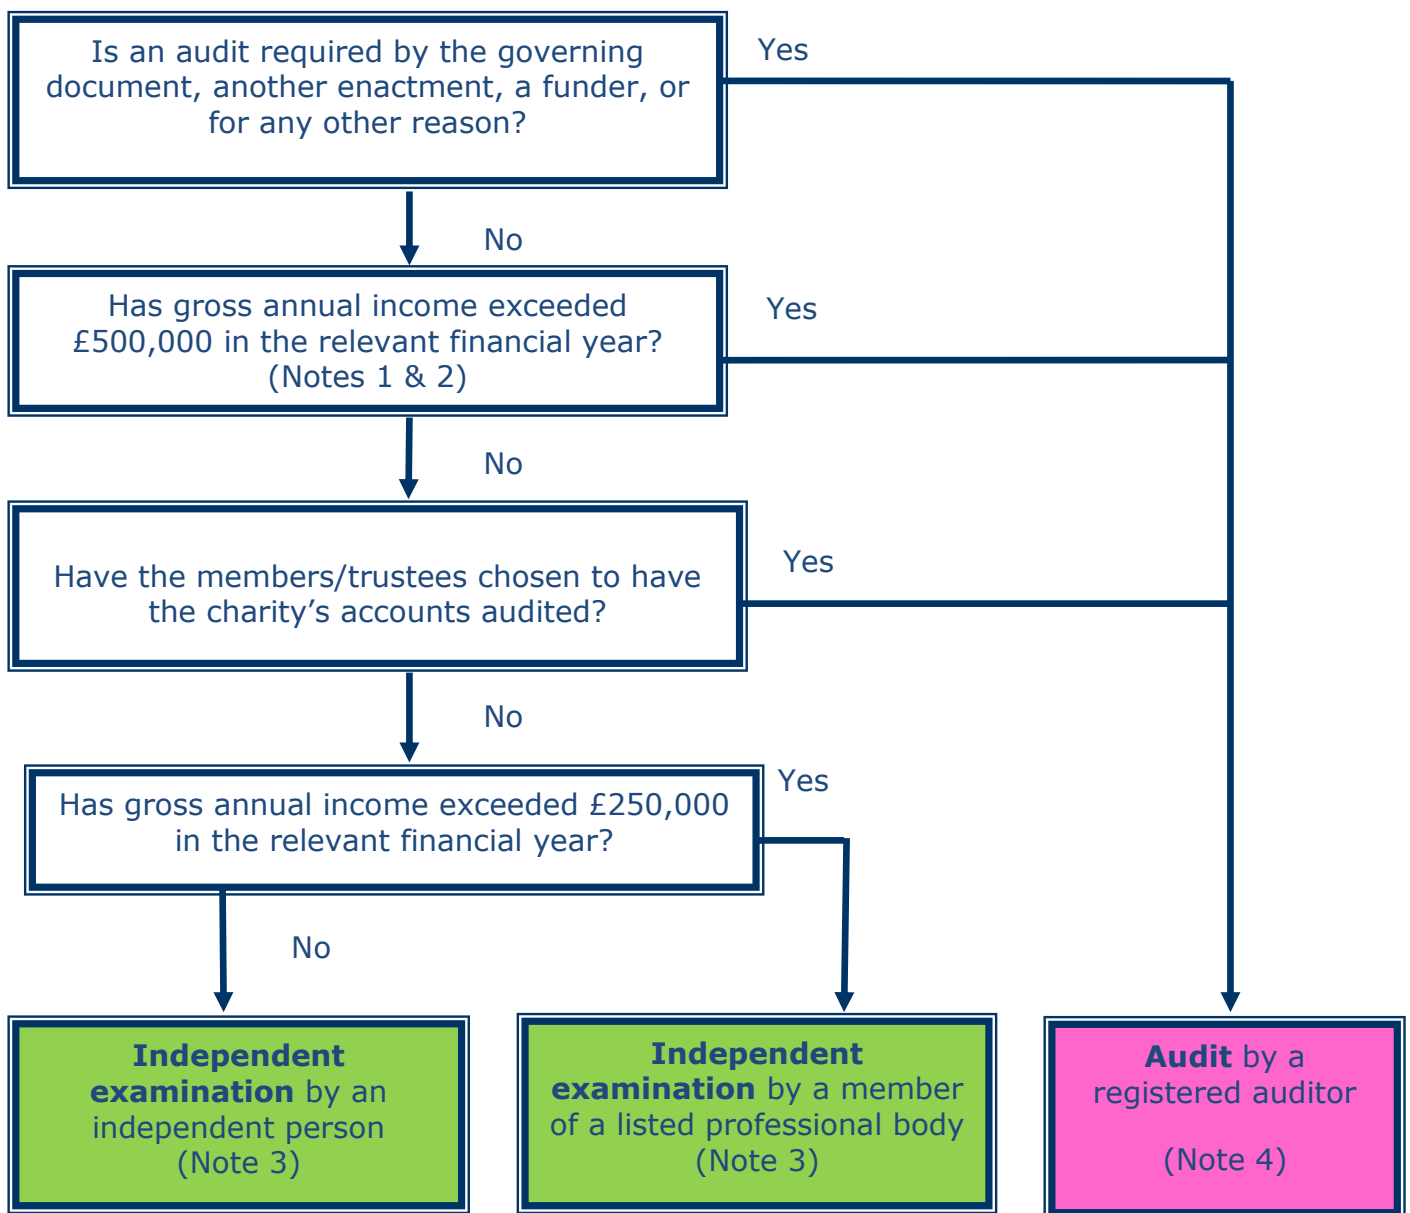 Is an audit required by the governing
document, another enactment, a funder, or
for any other reason?
Yes
No
Has gross annual income exceeded
£500,000 in the relevant financial year?
(Notes 1 & 2)
Yes
No
Have the members/trustees chosen to have
the charity’s accounts audited?
Yes
No
Has gross annual income exceeded £250,000
in the relevant financial year?
Yes
No
Independent
examination by an
independent person
(Note 3)
Independent
examination by a member
of a listed professional body
(Note 3)
Audit by a
registered auditor
(Note 4)